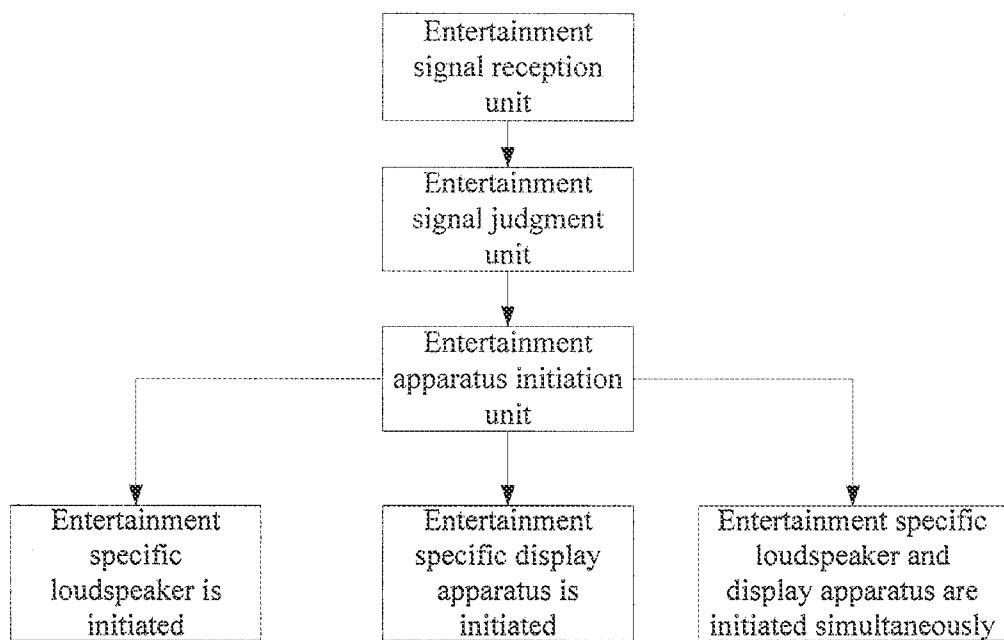 Entertainment
signal reception
unit
Entertainment
signal judgment
unit
Entertainment
apparatus initiation
unit
Entertainment
specific
loudspeaker is
initiated
Entertainment
specific display
apparatus is
initiated
Entertainment specific
loudspeaker and
display apparatus are
initiated simultaneously